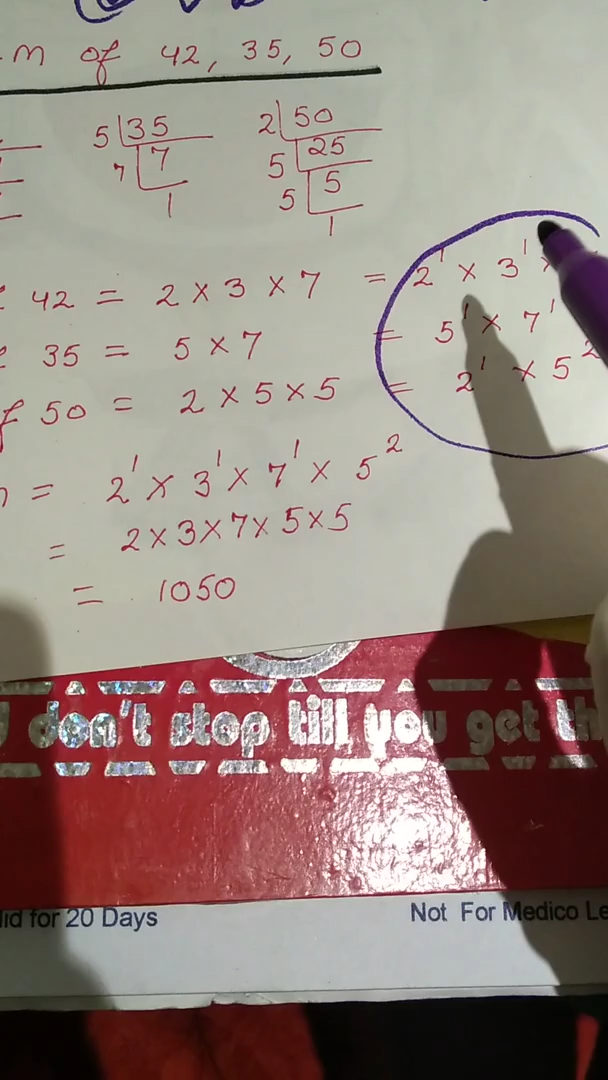 m of 42, 35, 50
5 35 2 50
7 7 5 25
1 5 5
1
42 = 2 × 3 × 7 = 2¹ × 3¹ ×
35 = 5 × 7 = 5¹ × 7¹
of 50 = 2 × 5 × 5 = 2¹ × 5²
= 2¹ × 3¹ × 7¹ × 5²
= 2 × 3 × 7 × 5 × 5
= 1050
don't stop till you get th
lid for 20 Days Not For Medico Le